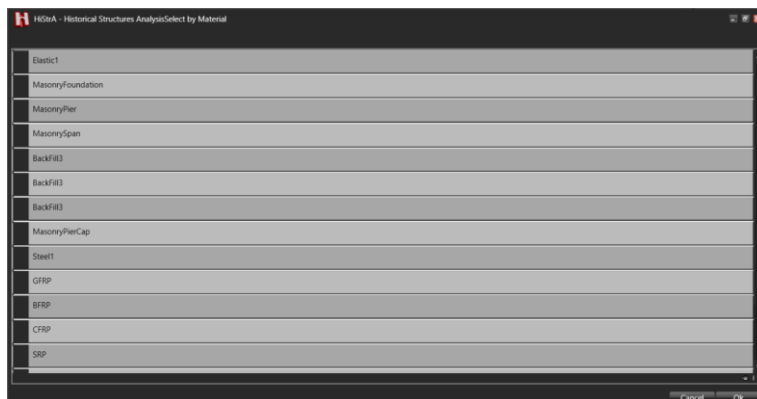 HiStrA - Historical Structures AnalysisSelect by Material
Elastic1
MasonryFoundation
MasonryPier
MasonrySpan
BackFill3
BackFill3
BackFill3
MasonryPierCap
Steel1
GFRP
BFRP
CFRP
SRP
Cancel Ok